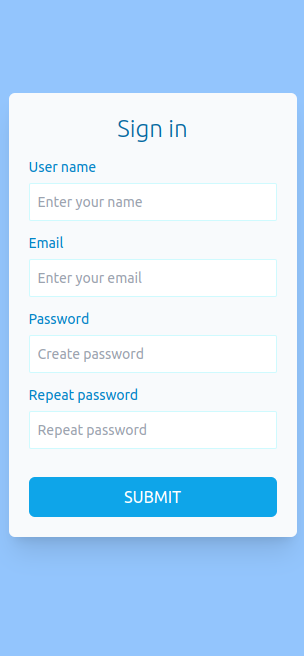 Sign in
User name
Enter your name
Email
Enter your email
Password
Create password
Repeat password
Repeat password
SUBMIT